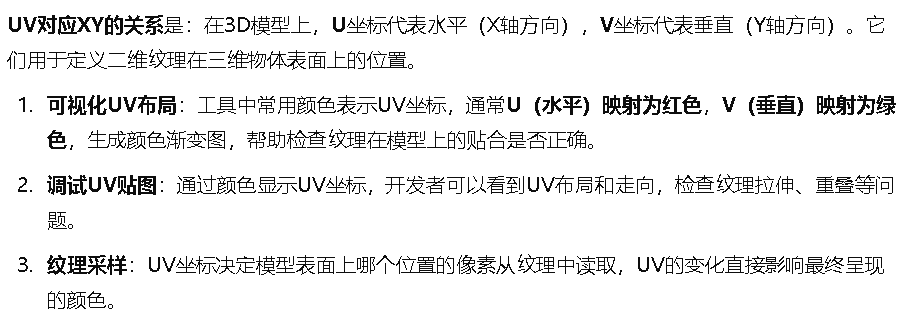 UV对应XY的关系是：在3D模型上，U坐标代表水平（X轴方向），V坐标代表垂直（Y轴方向）。它
们用于定义二维纹理在三维物体表面上的位置。
1. 可视化UV布局：工具中常用颜色表示UV坐标，通常U（水平）映射为红色，V（垂直）映射为绿
色，生成颜色渐变图，帮助检查纹理在模型上的贴合是否正确。
2. 调试UV贴图：通过颜色显示UV坐标，开发者可以看到UV布局和走向，检查纹理拉伸、重叠等问
题。
3. 纹理采样：UV坐标决定模型表面上哪个位置的像素从纹理中读取，UV的变化直接影响最终呈现
的颜色。